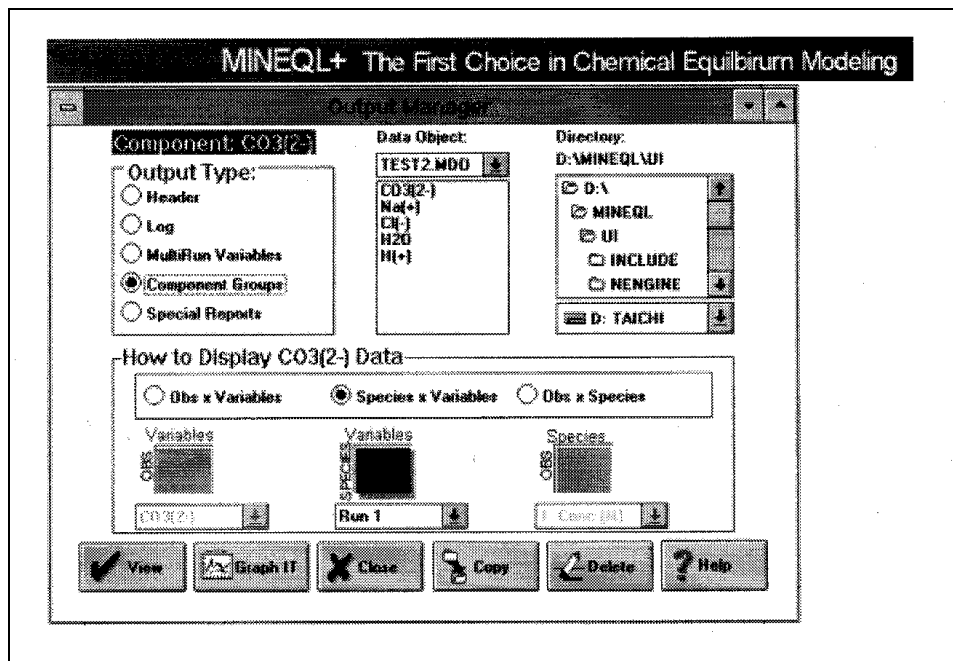 MINEQL+ The First Choice in Chemical Equilbirum Modeling
Output Manager
Component: CO3(2-)
Output Type:
Header
Log
MultiRun Variables
Component Groups
Special Reports
Data Object:
TEST2.MDO
CO3(2-)
Na(+)
Cl(-)
H2O
H(+)
Directory:
D:\MINEQL\UI
D:\
MINEQL
UI
INCLUDE
NENGINE
D: TAICHI
How to Display CO3(2-) Data
Obs x Variables
Species x Variables
Obs x Species
Variables
OBS
CO3(2-)
Variables
SPECIES
Run 1
Species
OBS
1. Conc (M)
View
Graph IT
Close
Copy
Delete
Help